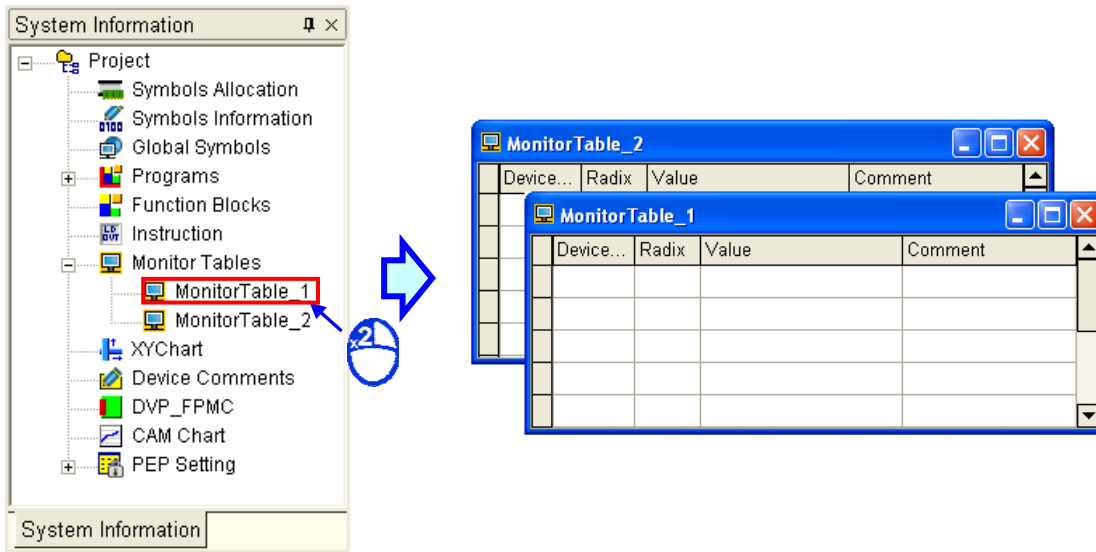 System Information
Project
Symbols Allocation
Symbols Information
Global Symbols
Programs
Function Blocks
Instruction
Monitor Tables
MonitorTable_1
MonitorTable_2
XYChart
Device Comments
DVP_FPMC
CAM Chart
PEP Setting
System Information
x2
MonitorTable_2
Device... Radix Value Comment
MonitorTable_1
Device... Radix Value Comment